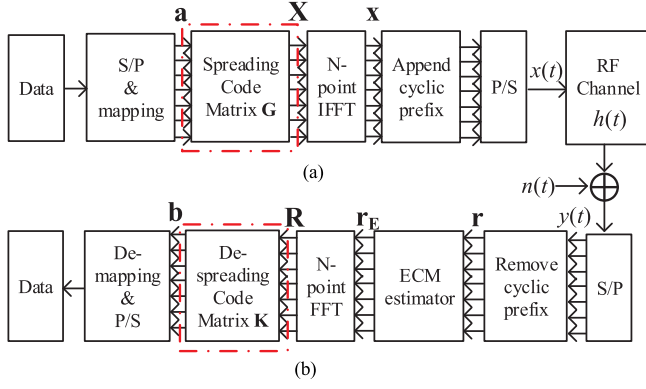 a
X
x
Data
S/P
&
mapping
Spreading
Code
Matrix G
N-
point
IFFT
Append
cyclic
prefix
P/S
x(t)
RF
Channel
h(t)
(a)
n(t)
y(t)
b
R
r_E
r
Data
De-
mapping
&
P/S
De-
spreading
Code
Matrix K
N-
point
FFT
ECM
estimator
Remove
cyclic
prefix
S/P
(b)